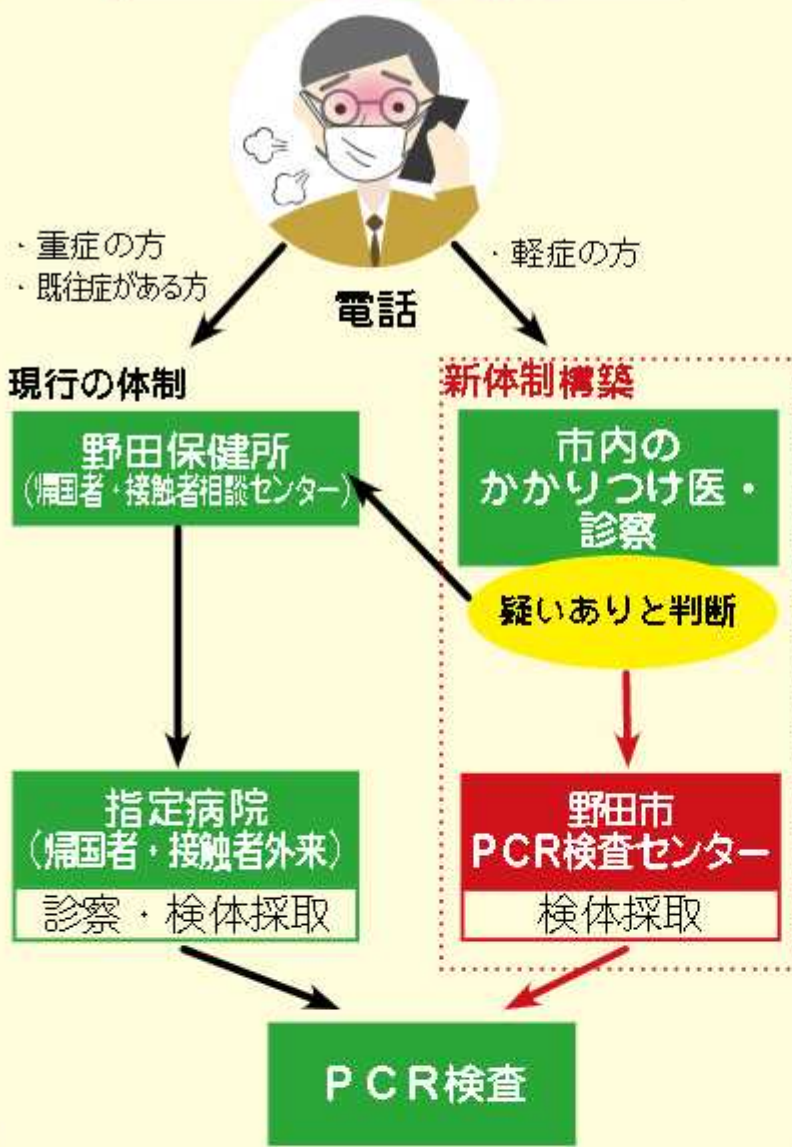 ・重症の方
・既往症がある方
・軽症の方
電話
現行の体制
野田保健所
(帰国者・接触者相談センター)
新体制構築
市内の
かかりつけ医・
診察
疑いありと判断
指定病院
(帰国者・接触者外来)
診察・検体採取
野田市
PCR検査センター
検体採取
PCR検査